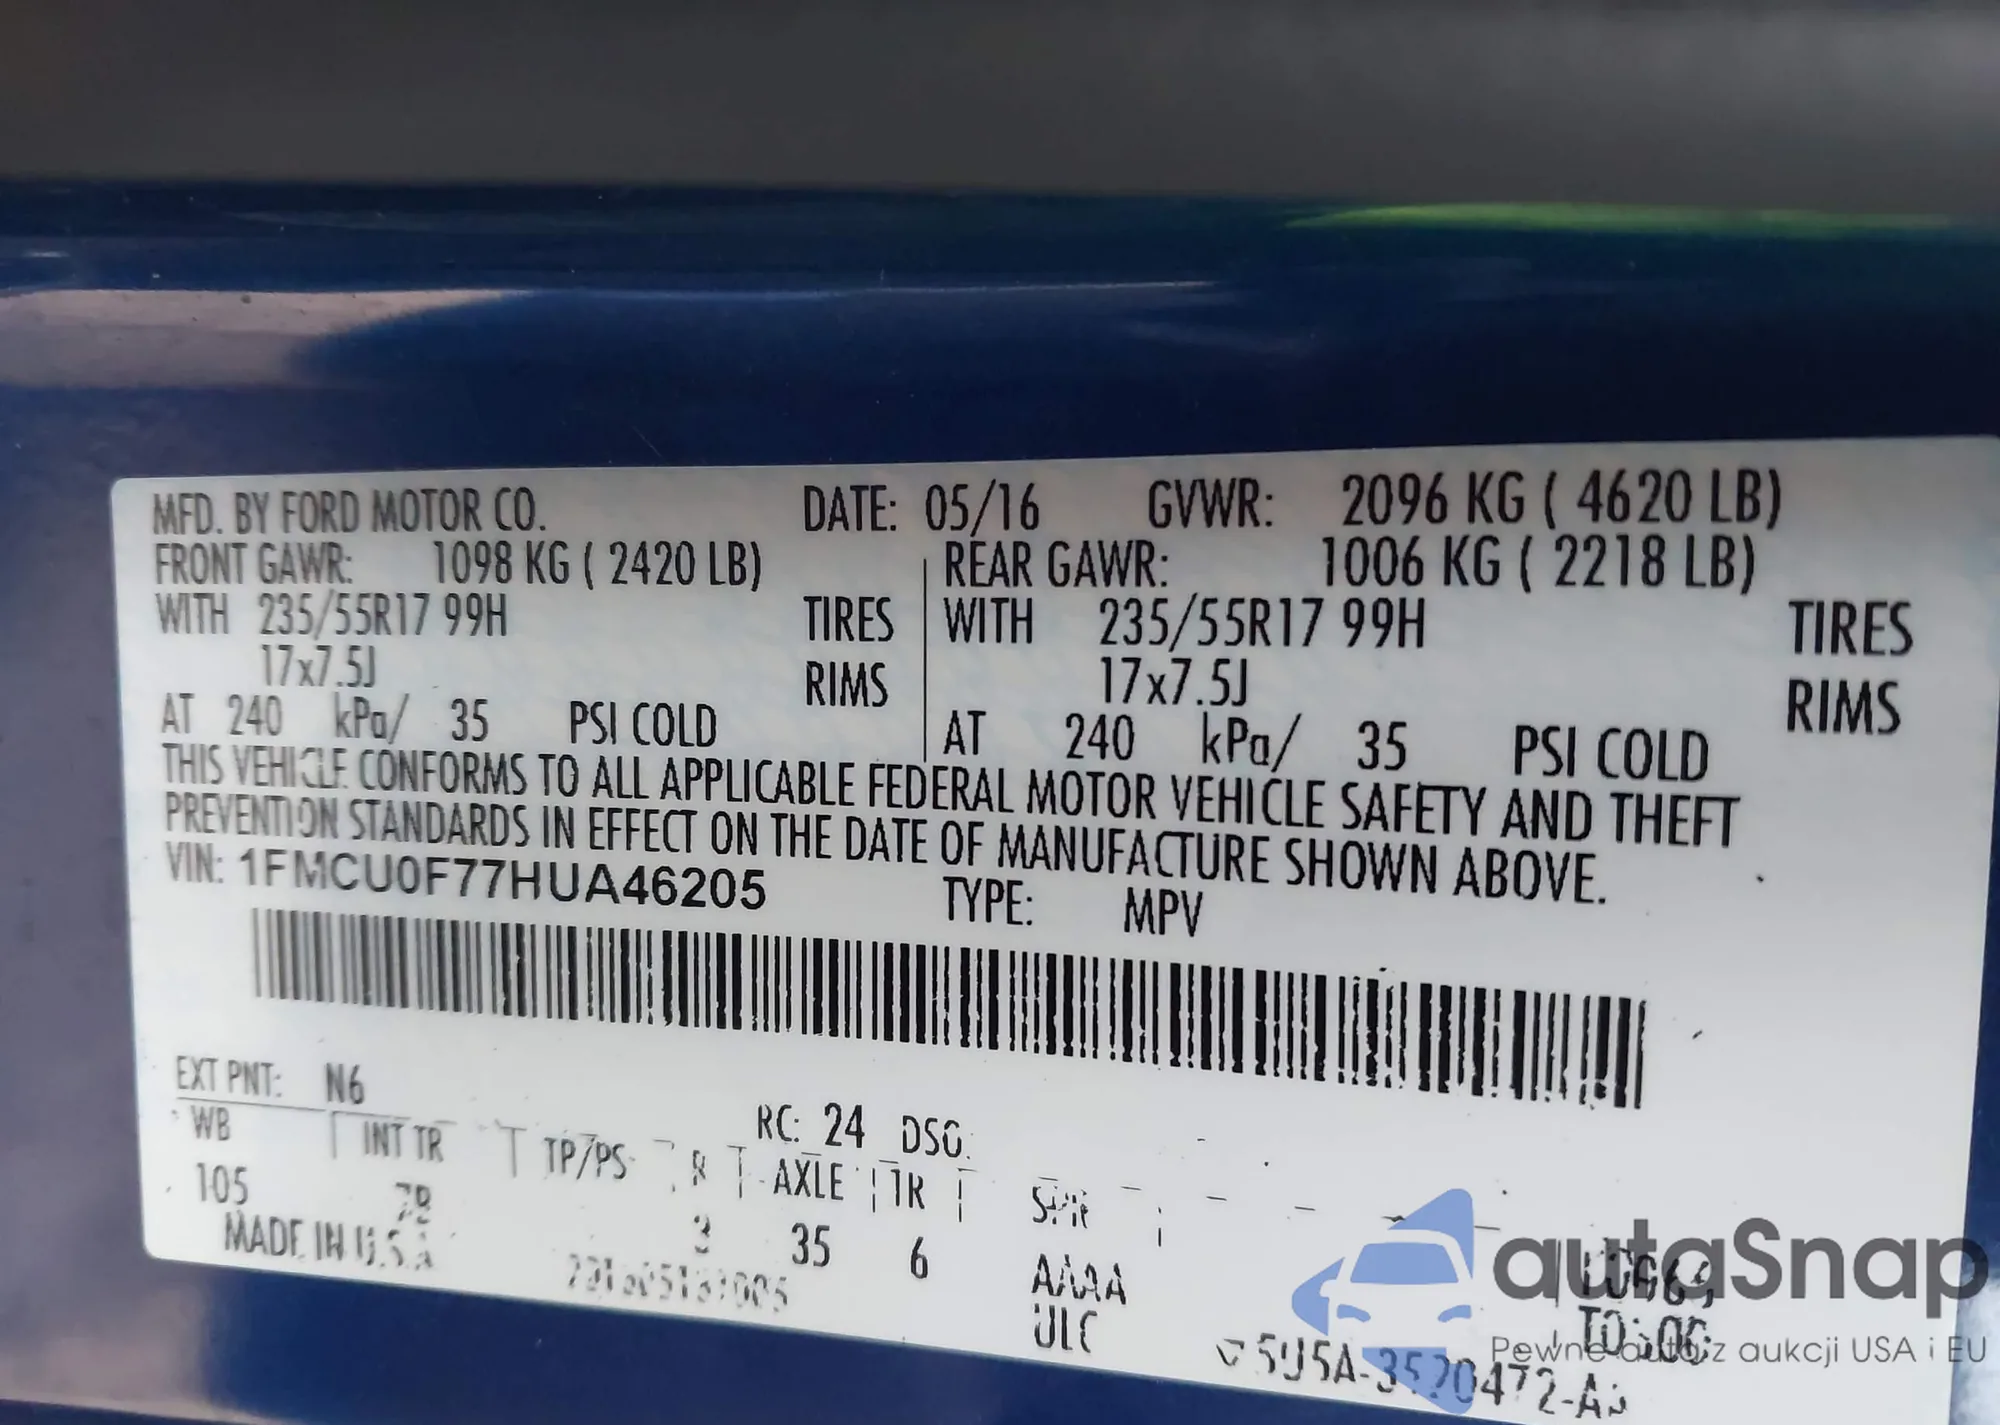 MFD. BY FORD MOTOR CO. DATE: 05/16 GVWR: 2096 KG ( 4620 LB)
FRONT GAWR: 1098 KG ( 2420 LB) REAR GAWR: 1006 KG ( 2218 LB)
WITH 235/55R17 99H TIRES WITH 235/55R17 99H TIRES
17x7.5J RIMS 17x7.5J RIMS
AT 240 kPa/ 35 PSI COLD AT 240 kPa/ 35 PSI COLD
THIS VEHICLE CONFORMS TO ALL APPLICABLE FEDERAL MOTOR VEHICLE SAFETY AND THEFT
PREVENTION STANDARDS IN EFFECT ON THE DATE OF MANUFACTURE SHOWN ABOVE.
VIN: 1FMCU0F77HUA46205 TYPE: MPV
EXT PNT: N6 RC: 24 DSO:
WB INT TR TP/PS R AXLE TR SPR
105 3 35 6 AAAA
MADE IN U.S.A
ULC
autoSnap
Pewne auta z aukcji USA i EU